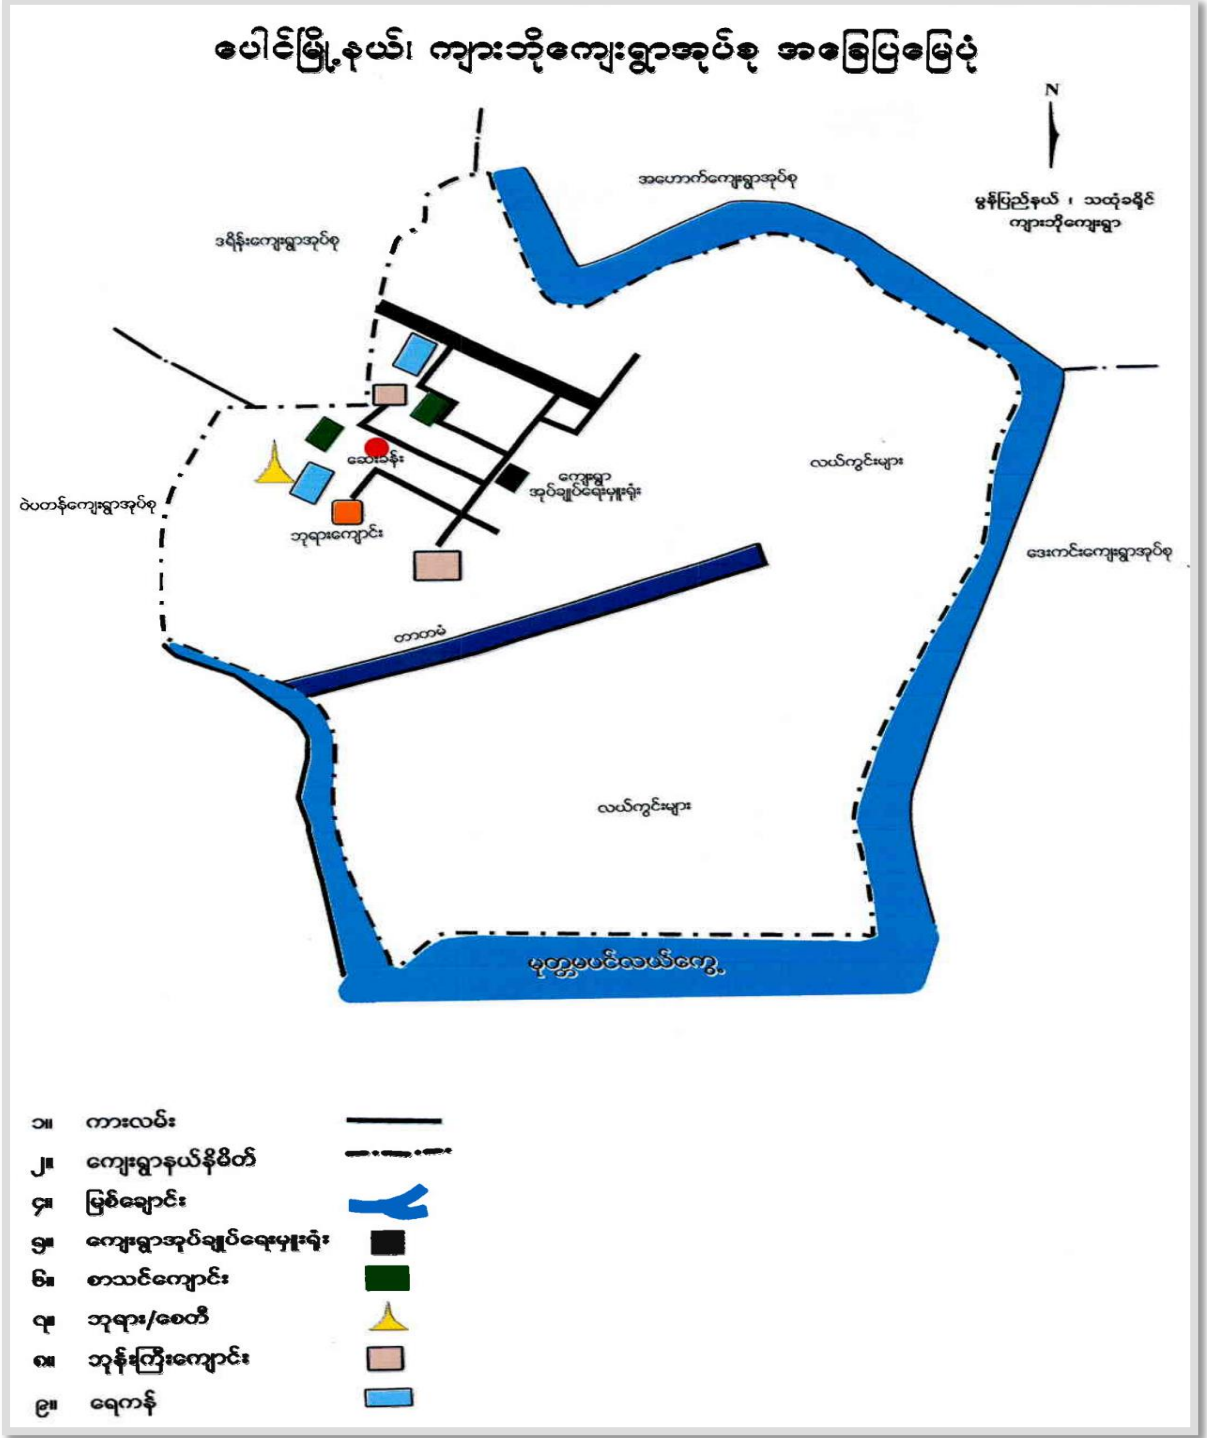 ပေါင်မြို့နယ်၊ ကျားဘိုကျေးရွာအုပ်စု အခြေပြမြေပုံ
N
အဟောက်ကျေးရွာအုပ်စု
မွန်ပြည်နယ် ၊ သထုံခရိုင်
ကျားဘိုကျေးရွာ
ဒရိန်းကျေးရွာအုပ်စု
ဆေးခန်း
လယ်ကွင်းများ
ကျေးရွာ
အုပ်ချုပ်ရေးမှူးရုံး
ဝဲပတန်ကျေးရွာအုပ်စု
ဘုရားကျောင်း
ဒေးကင်းကျေးရွာအုပ်စု
တာတမံ
လယ်ကွင်းများ
မုတ္တမပင်လယ်ကွေ့
၁။ ကားလမ်း
၂။ ကျေးရွာနယ်နိမိတ်
၄။ မြစ်ချောင်း
၅။ ကျေးရွာအုပ်ချုပ်ရေးမှူးရုံး
၆။ စာသင်ကျောင်း
၇။ ဘုရား/စေတီ
၈။ ဘုန်းကြီးကျောင်း
၉။ ရေကန်